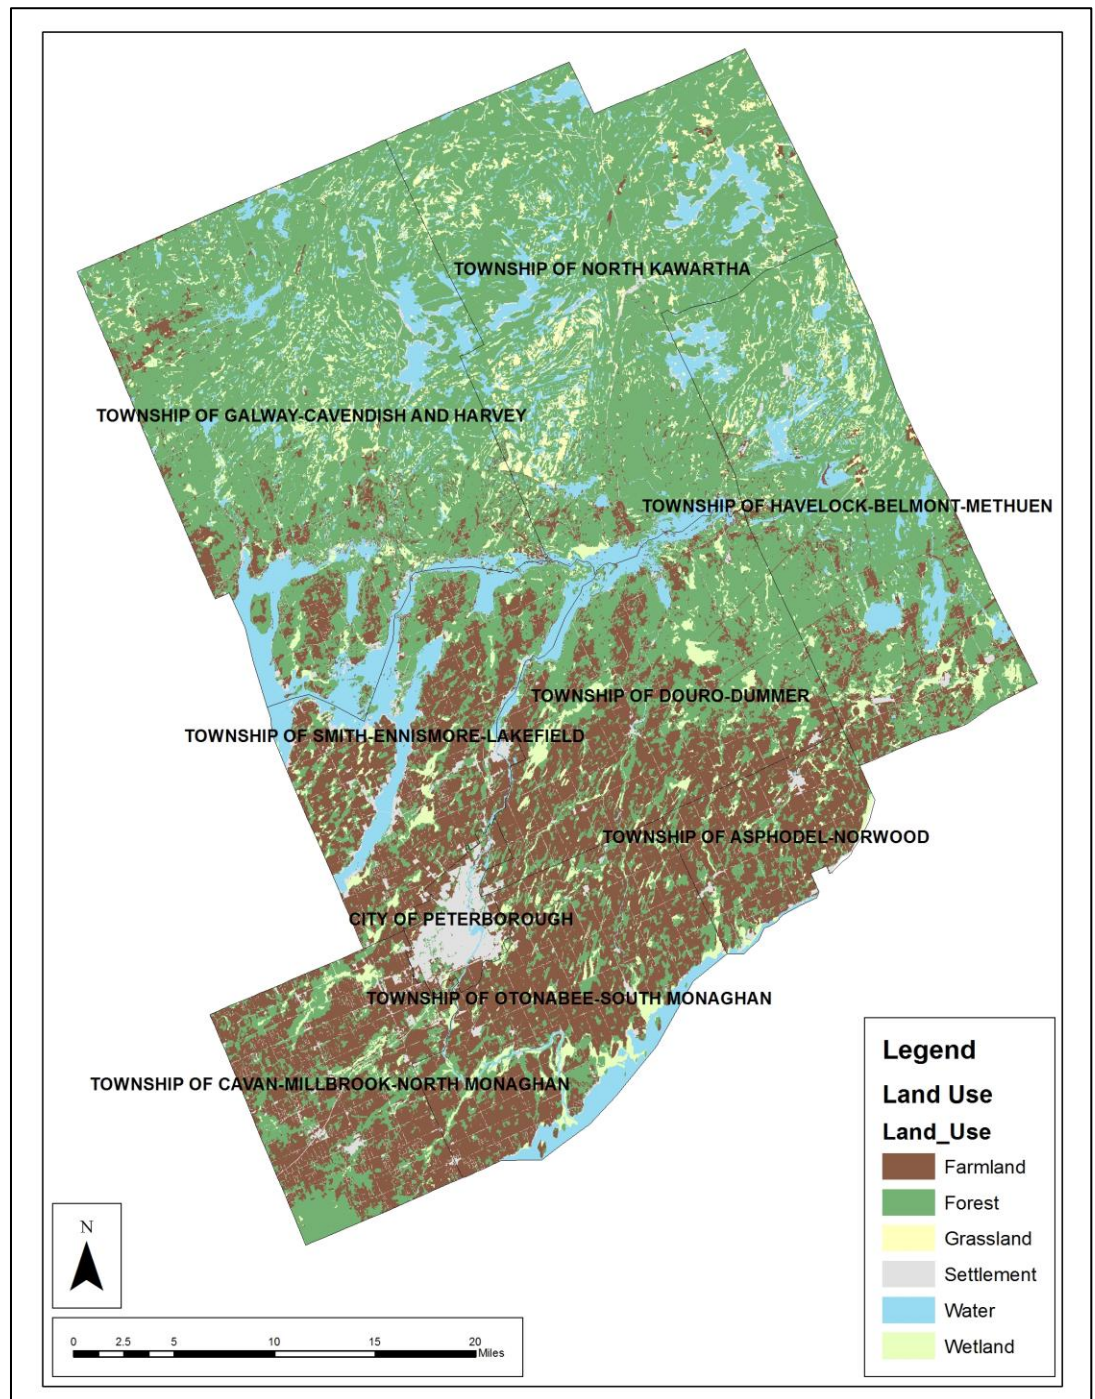 TOWNSHIP OF NORTH KAWARTHA
TOWNSHIP OF GALWAY-CAVENDISH AND HARVEY
TOWNSHIP OF HAVELOCK-BELMONT-METHUEN
TOWNSHIP OF DOURO-DUMMER
TOWNSHIP OF SMITH-ENNISMORE-LAKEFIELD
TOWNSHIP OF ASPHODEL-NORWOOD
CITY OF PETERBOROUGH
TOWNSHIP OF OTONABEE-SOUTH MONAGHAN
TOWNSHIP OF CAVAN-MILLBROOK-NORTH MONAGHAN
Legend
Land Use
Land_Use
Farmland
Forest
Grassland
Settlement
Water
Wetland
N
0 2.5 5 10 15 20
Miles